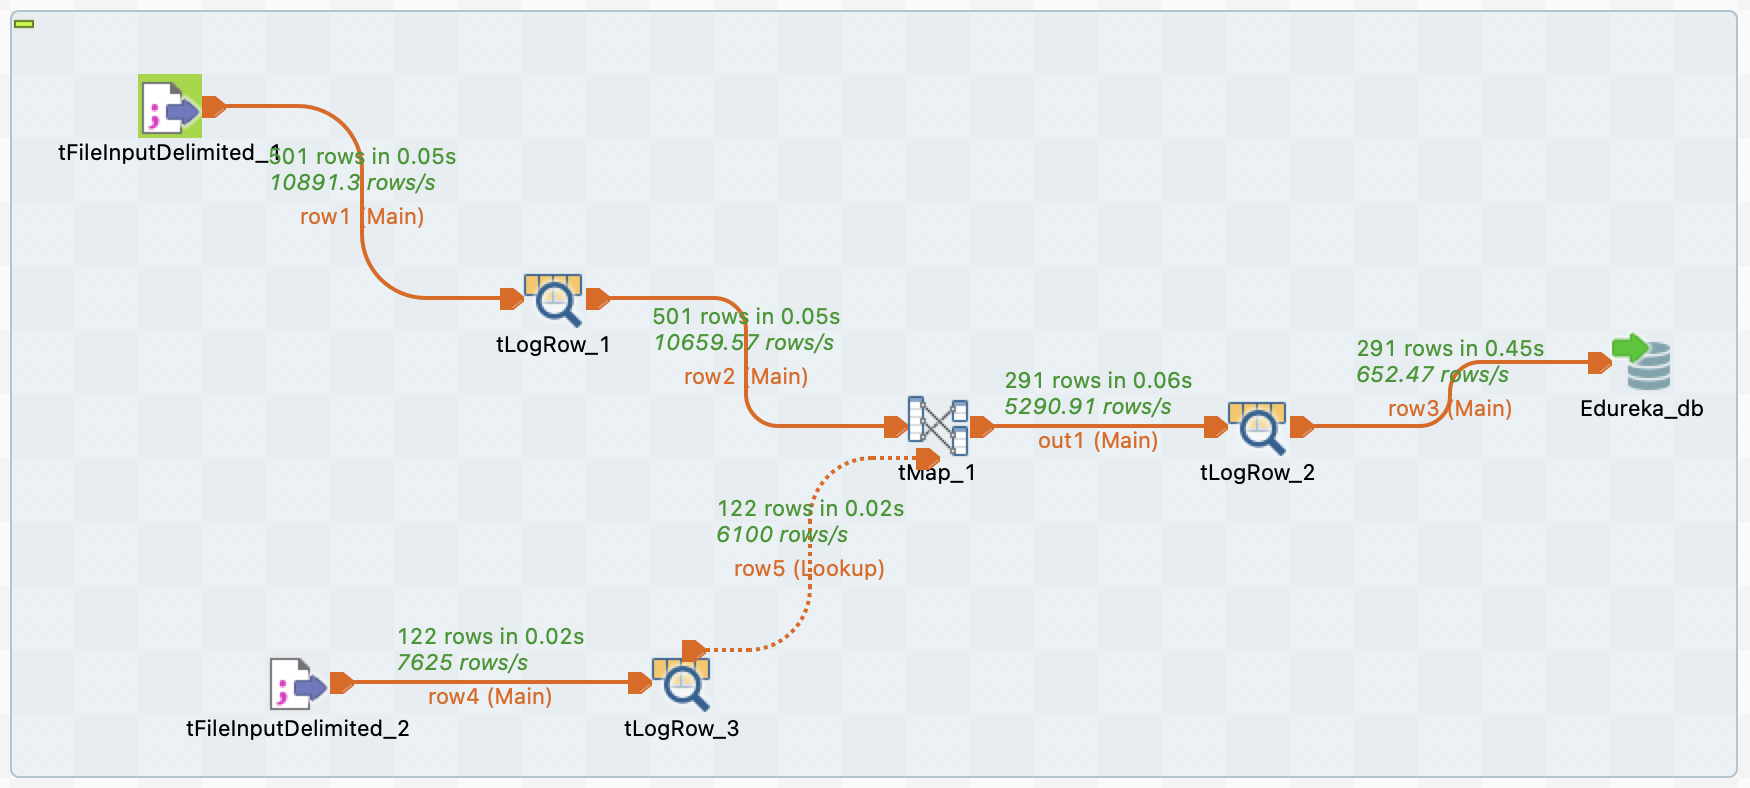 tFileInputDelimited_1
501 rows in 0.05s
10891.3 rows/s
row1 (Main)
tLogRow_1
501 rows in 0.05s
10659.57 rows/s
row2 (Main)
tMap_1
291 rows in 0.06s
5290.91 rows/s
out1 (Main)
tLogRow_2
291 rows in 0.45s
652.47 rows/s
row3 (Main)
Edureka_db
122 rows in 0.02s
6100 rows/s
row5 (Lookup)
122 rows in 0.02s
7625 rows/s
row4 (Main)
tFileInputDelimited_2
tLogRow_3